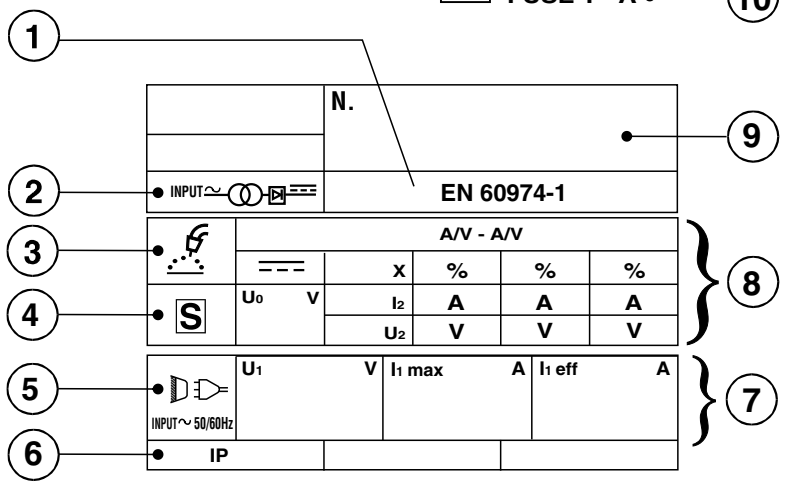 10
1
N.
9
2 INPUT EN 60974-1
3 A/V - A/V
X % % %
8
4 S U0 V I2 A A A
U2 V V V
5 U1 V I1 max A I1 eff A
7
INPUT ~ 50/60Hz
6 IP